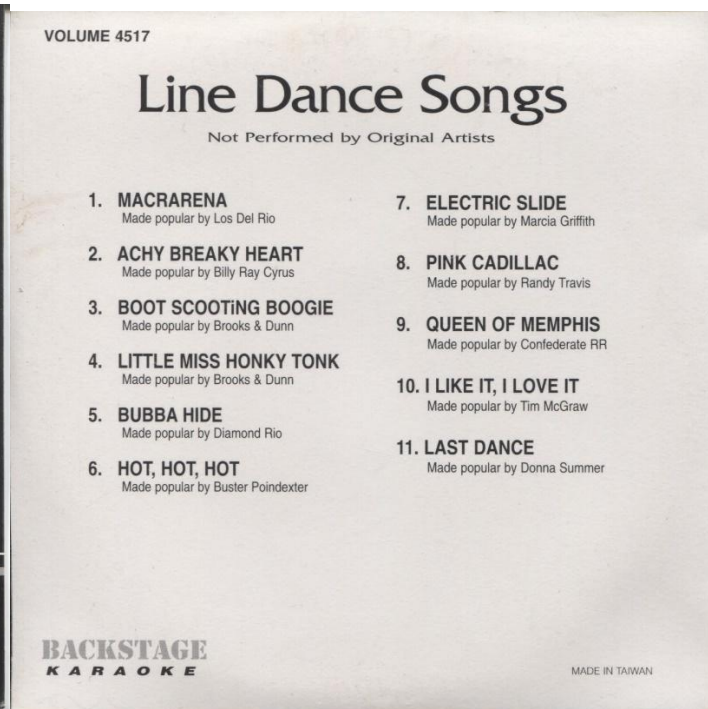 VOLUME 4517
Line Dance Songs
Not Performed by Original Artists
1. MACRARENA
Made popular by Los Del Rio
2. ACHY BREAKY HEART
Made popular by Billy Ray Cyrus
3. BOOT SCOOTiNG BOOGIE
Made popular by Brooks & Dunn
4. LITTLE MISS HONKY TONK
Made popular by Brooks & Dunn
5. BUBBA HIDE
Made popular by Diamond Rio
6. HOT, HOT, HOT
Made popular by Buster Poindexter
7. ELECTRIC SLIDE
Made popular by Marcia Griffith
8. PINK CADILLAC
Made popular by Randy Travis
9. QUEEN OF MEMPHIS
Made popular by Confederate RR
10. I LIKE IT, I LOVE IT
Made popular by Tim McGraw
11. LAST DANCE
Made popular by Donna Summer
BACKSTAGE
KARAOKE
MADE IN TAIWAN